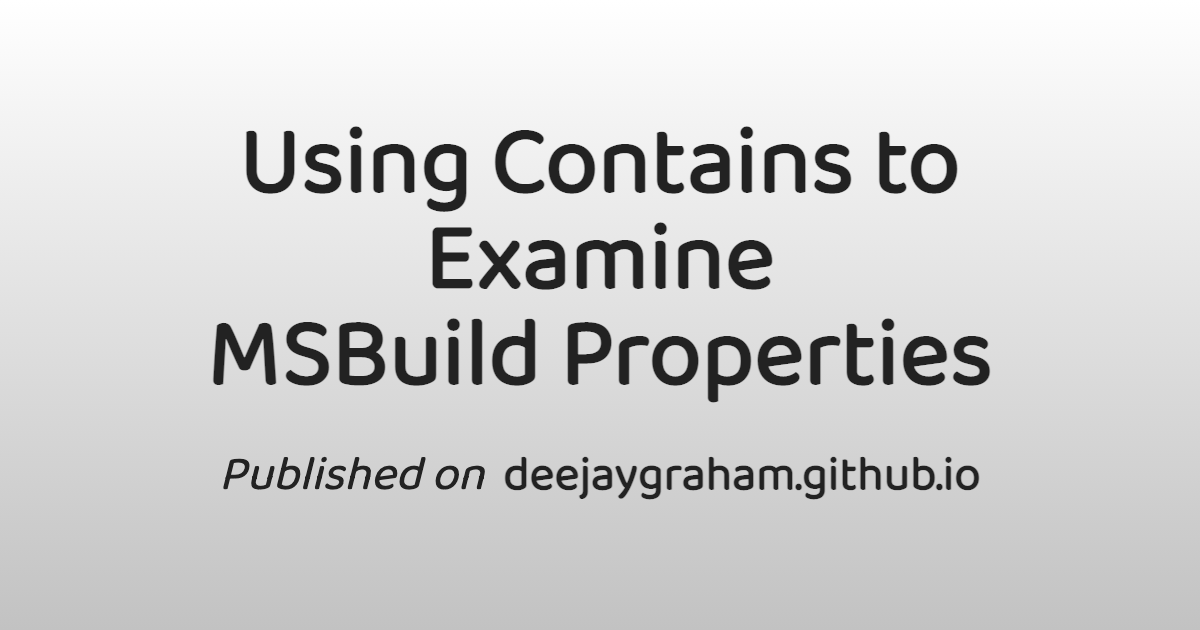 Using Contains to
Examine
MSBuild Properties
Published on deejaygraham.github.io